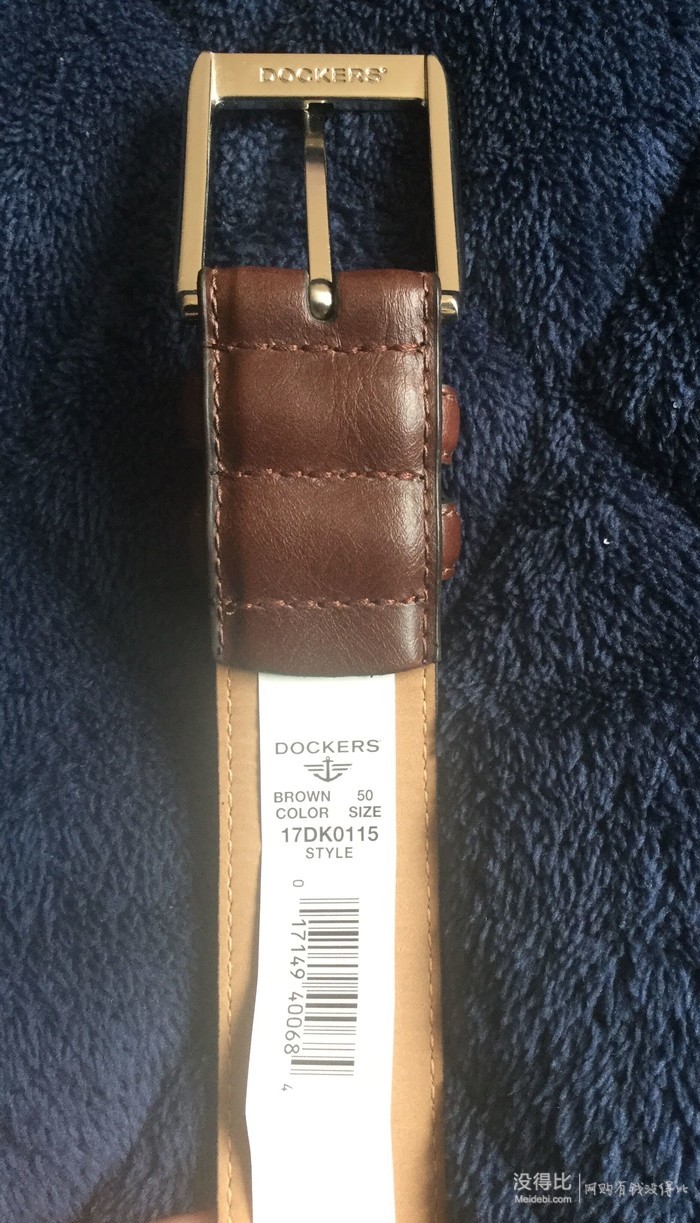 DOCKERS®
DOCKERS
BROWN 50
COLOR SIZE
17DK0115
STYLE
0 17149 40068 4
没得比 网购有我没得比
Meidebi.com